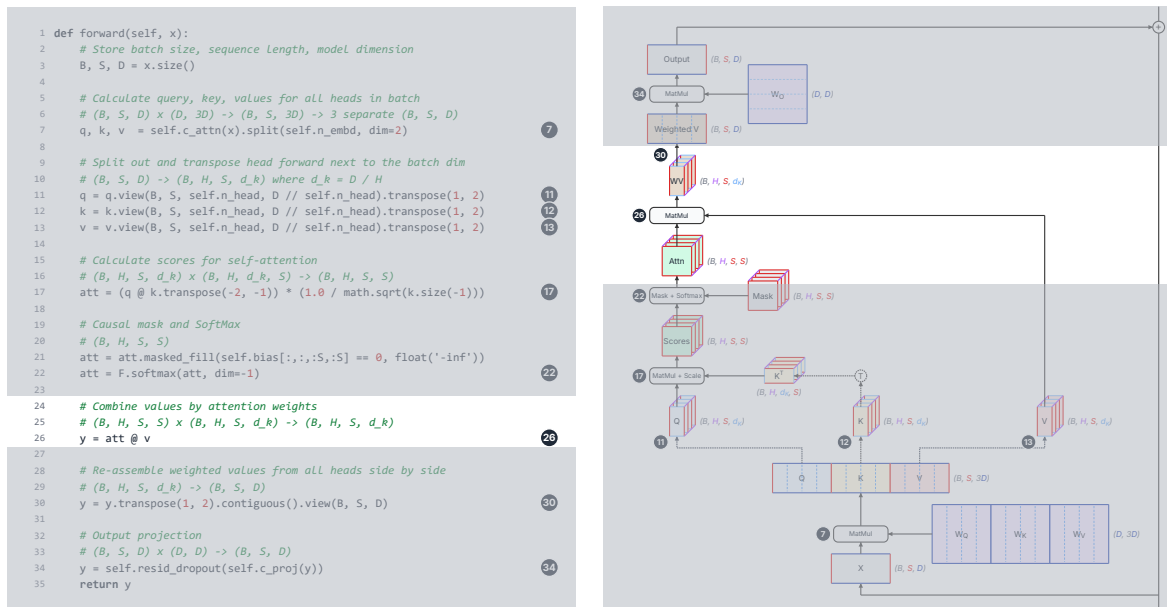 1 def forward(self, x):
2 # Store batch size, sequence length, model dimension
3 B, S, D = x.size()
4
5 # Calculate query, key, values for all heads in batch
6 # (B, S, D) x (D, 3D) -> (B, S, 3D) -> 3 separate (B, S, D)
7 q, k, v  = self.c_attn(x).split(self.n_embd, dim=2) 7
8
9 # Split out and transpose head forward next to the batch dim
10 # (B, S, D) -> (B, H, S, d_k) where d_k = D / H
11 q = q.view(B, S, self.n_head, D // self.n_head).transpose(1, 2) 11
12 k = k.view(B, S, self.n_head, D // self.n_head).transpose(1, 2) 12
13 v = v.view(B, S, self.n_head, D // self.n_head).transpose(1, 2) 13
14
15 # Calculate scores for self-attention
16 # (B, H, S, d_k) x (B, H, d_k, S) -> (B, H, S, S)
17 att = (q @ k.transpose(-2, -1)) * (1.0 / math.sqrt(k.size(-1))) 17
18
19 # Causal mask and SoftMax
20 # (B, H, S, S)
21 att = att.masked_fill(self.bias[:,:,:S,:S] == 0, float('-inf'))
22 att = F.softmax(att, dim=-1) 22
23
24 # Combine values by attention weights
25 # (B, H, S, S) x (B, H, S, d_k) -> (B, H, S, d_k)
26 y = att @ v 26
27
28 # Re-assemble weighted values from all heads side by side
29 # (B, H, S, d_k) -> (B, S, D)
30 y = y.transpose(1, 2).contiguous().view(B, S, D) 30
31
32 # Output projection
33 # (B, S, D) x (D, D) -> (B, S, D)
34 y = self.resid_dropout(self.c_proj(y)) 34
35 return y
+
Output (B, S, D)
34 MatMul W_O (D, D)
Weighted V (B, S, D)
30
WV (B, H, S, d_K)
26 MatMul
Attn (B, H, S, S)
22 Mask + Softmax Mask (B, H, S, S)
Scores (B, H, S, S)
17 MatMul + Scale K^T T
(B, H, d_K, S)
Q (B, H, S, d_K) K (B, H, S, d_K) V (B, H, S, d_K)
11 12 13
Q K V (B, S, 3D)
7 MatMul W_Q W_K W_V (D, 3D)
X (B, S, D)